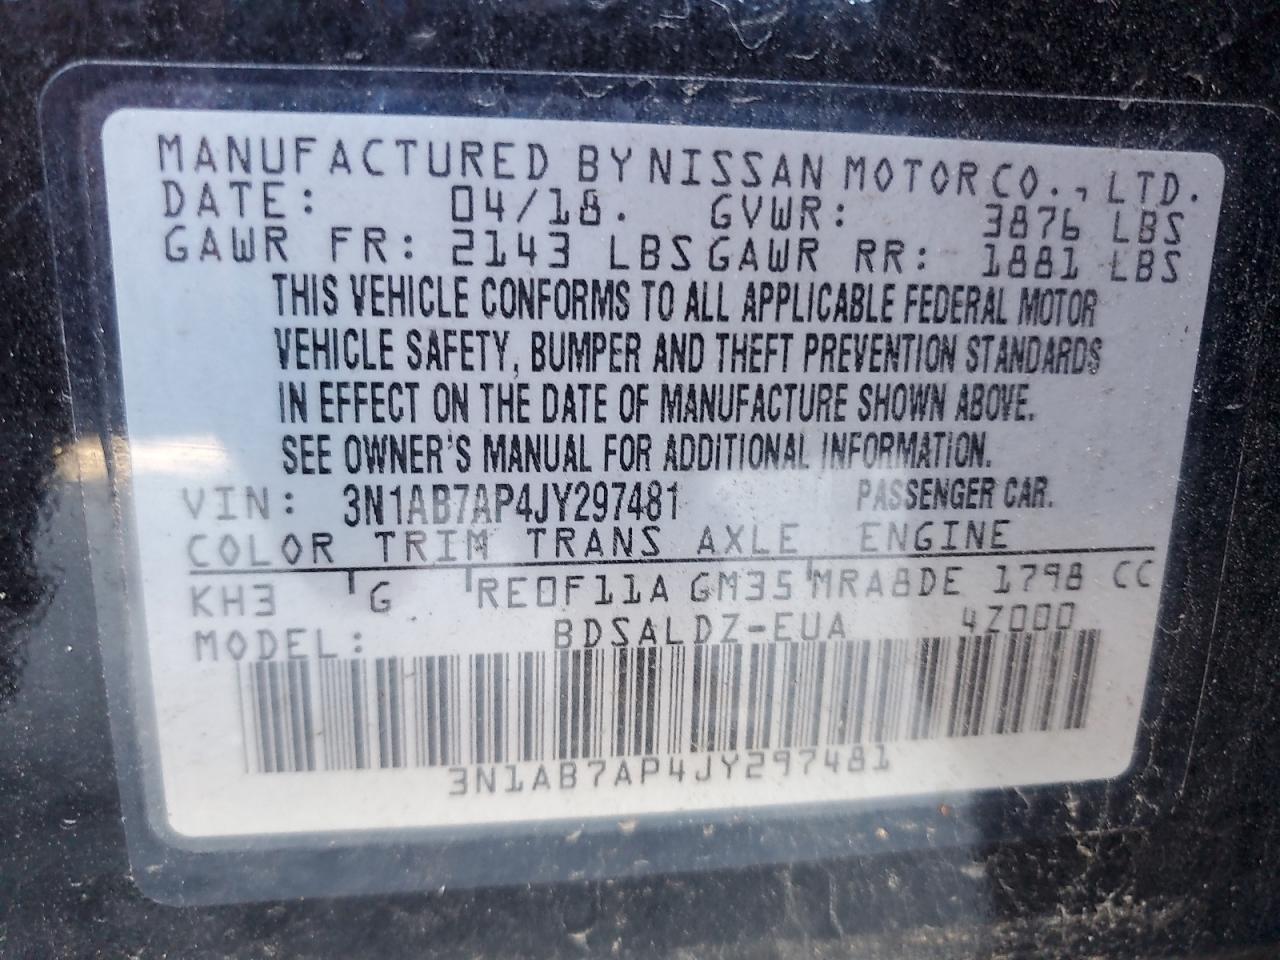 MANUFACTURED BY NISSAN MOTOR CO., LTD.
DATE: 04/18. GVWR: 3876 LBS
GAWR FR: 2143 LBS GAWR RR: 1881 LBS
THIS VEHICLE CONFORMS TO ALL APPLICABLE FEDERAL MOTOR
VEHICLE SAFETY, BUMPER AND THEFT PREVENTION STANDARDS
IN EFFECT ON THE DATE OF MANUFACTURE SHOWN ABOVE.
SEE OWNER'S MANUAL FOR ADDITIONAL INFORMATION.
VIN: 3N1AB7AP4JY297481 PASSENGER CAR.
COLOR TRIM TRANS AXLE ENGINE
KH3 G RE0F11A GM35 MRA8DE 1798 CC
MODEL: BDSALDZ-EUA 4Z000
3N1AB7AP4JY297481